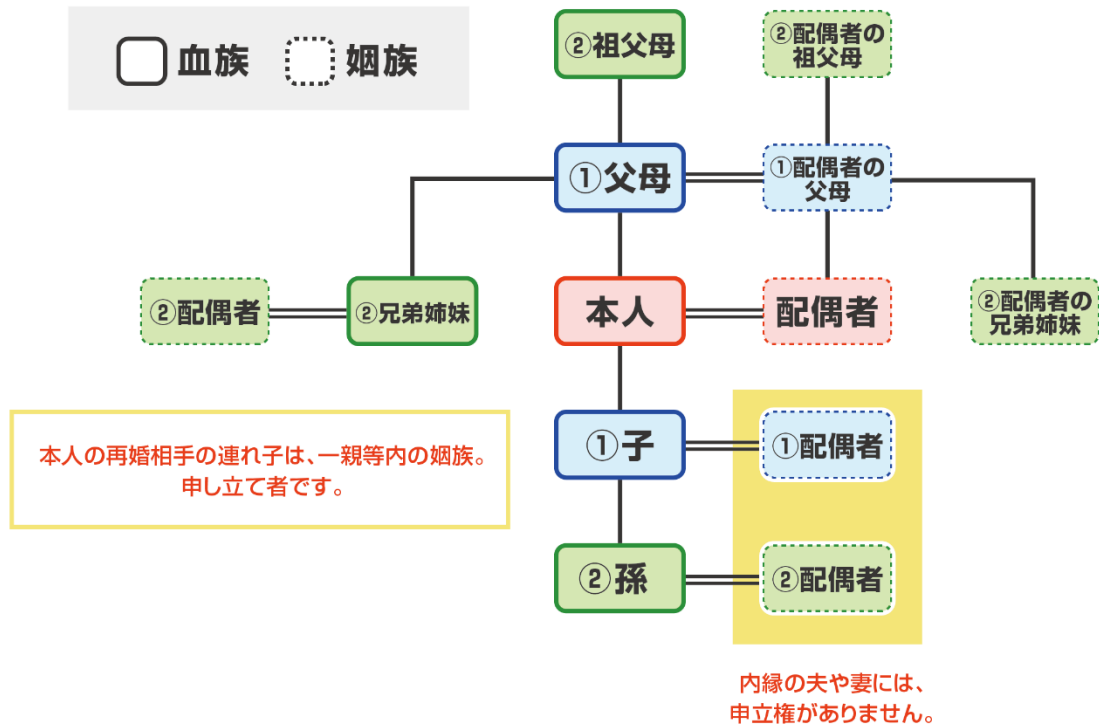 血族 姻族
②祖父母
②配偶者の
祖父母
①父母
①配偶者の
父母
②配偶者
②兄弟姉妹
本人
配偶者
②配偶者の
兄弟姉妹
本人の再婚相手の連れ子は、一親等内の姻族。
申し立て者です。
①子
①配偶者
②孫
②配偶者
内縁の夫や妻には、
申立権がありません。